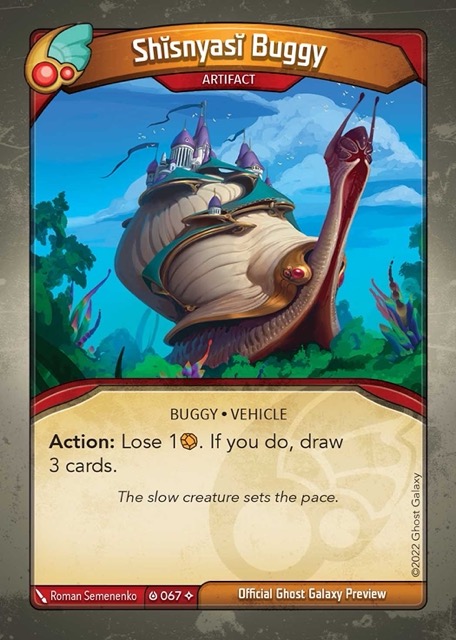 Shĭsnyasĭ Buggy
ARTIFACT
BUGGY • VEHICLE
Action: Lose 1. If you do, draw
3 cards.
The slow creature sets the pace.
©2022 Ghost Galaxy
Roman Semenenko
067
Official Ghost Galaxy Preview